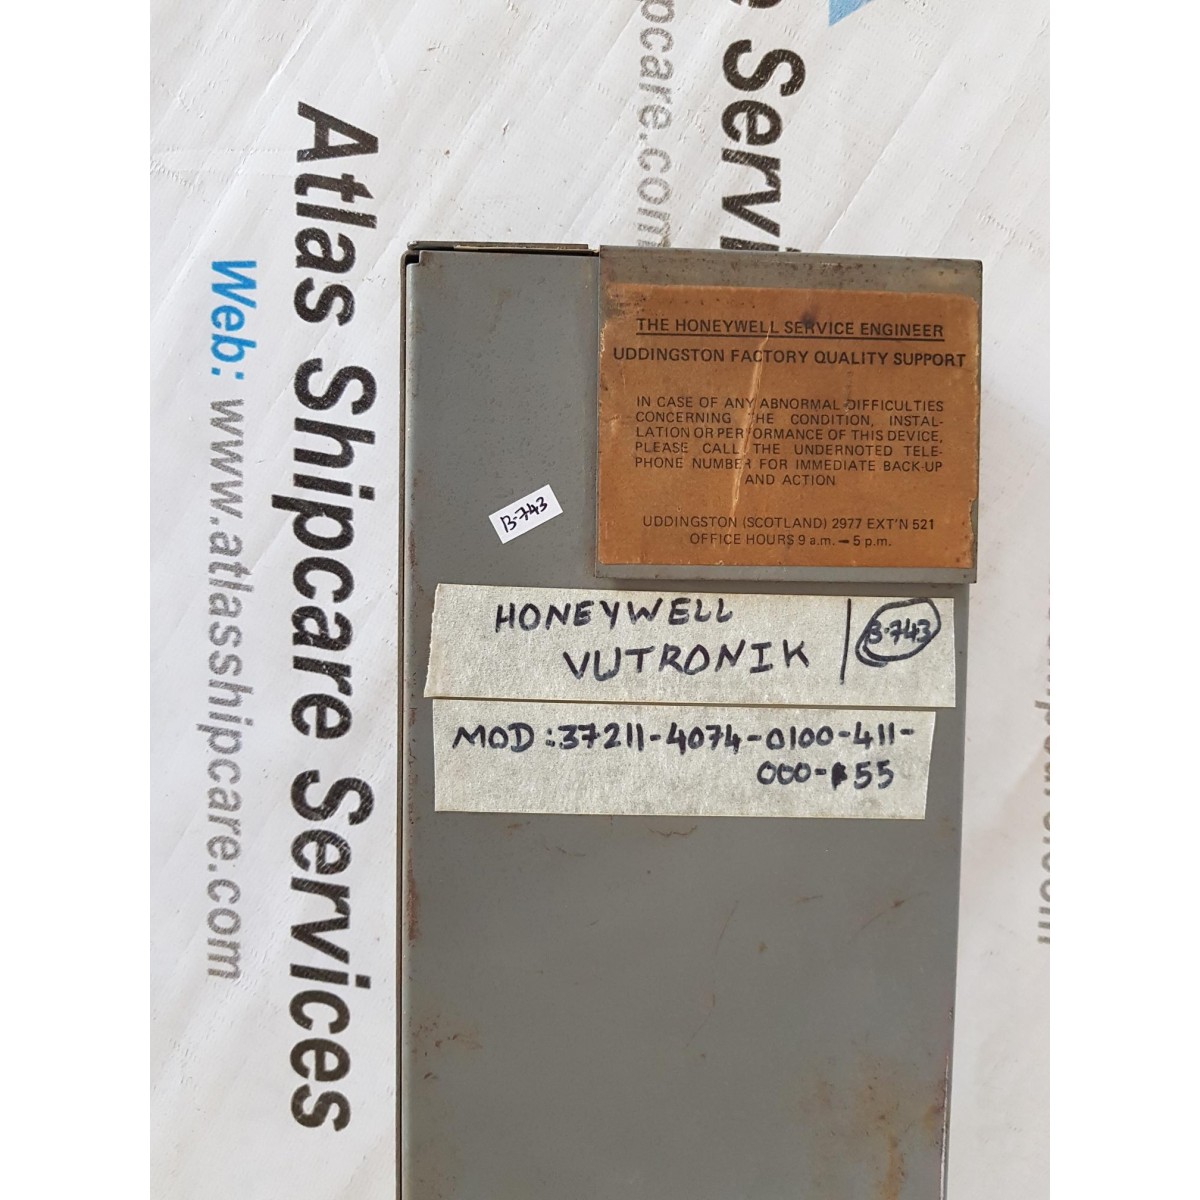 Atlas Shipcare Services
Web: www.atlasshipcare.com
THE HONEYWELL SERVICE ENGINEER
UDDINGSTON FACTORY QUALITY SUPPORT
IN CASE OF ANY ABNORMAL DIFFICULTIES
CONCERNING THE CONDITION, INSTAL-
LATION OR PERFORMANCE OF THIS DEVICE,
PLEASE CALL THE UNDERNOTED TELE-
PHONE NUMBER FOR IMMEDIATE BACK-UP
AND ACTION
UDDINGSTON (SCOTLAND) 2977 EXT'N 521
OFFICE HOURS 9 a.m. – 5 p.m.
B-743
HONEYWELL
VUTRONIK
B-743
MOD:37211-4074-0100-411-